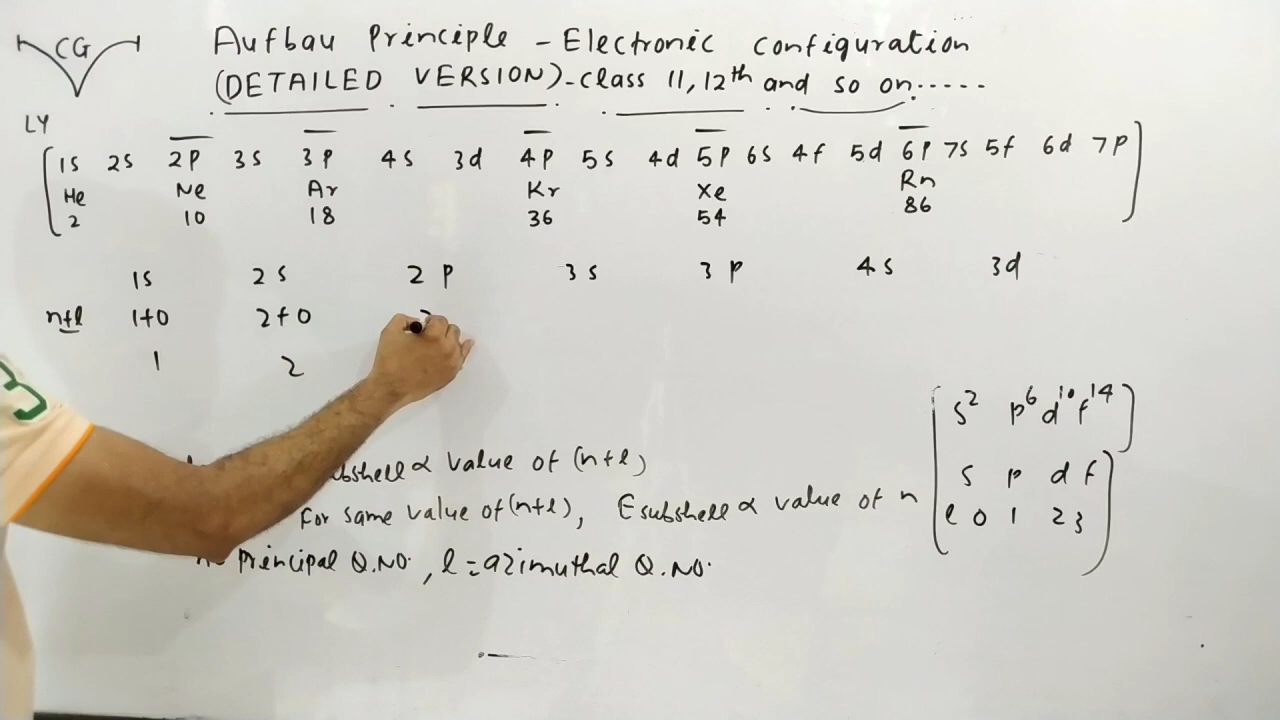 CG
Aufbau Principle - Electronic configuration
(DETAILED VERSION)-Class 11, 12th and so on.....
LY
1s 2s 2p 3s 3p 4s 3d 4p 5s 4d 5p 6s 4f 5d 6p 7s 5f 6d 7p
He Ne Ar Kr Xe Rn
2 10 18 36 54 86
1s 2s 2p 3s 3p 4s 3d
n+l 1+0 2+0
1 2
s² p⁶ d¹⁰ f¹⁴
∝ value of (n+l)
s p d f
For same value of (n+l), Esubshell ∝ value of n
l 0 1 2 3
principal Q.NO. , l = azimuthal Q.NO.
3